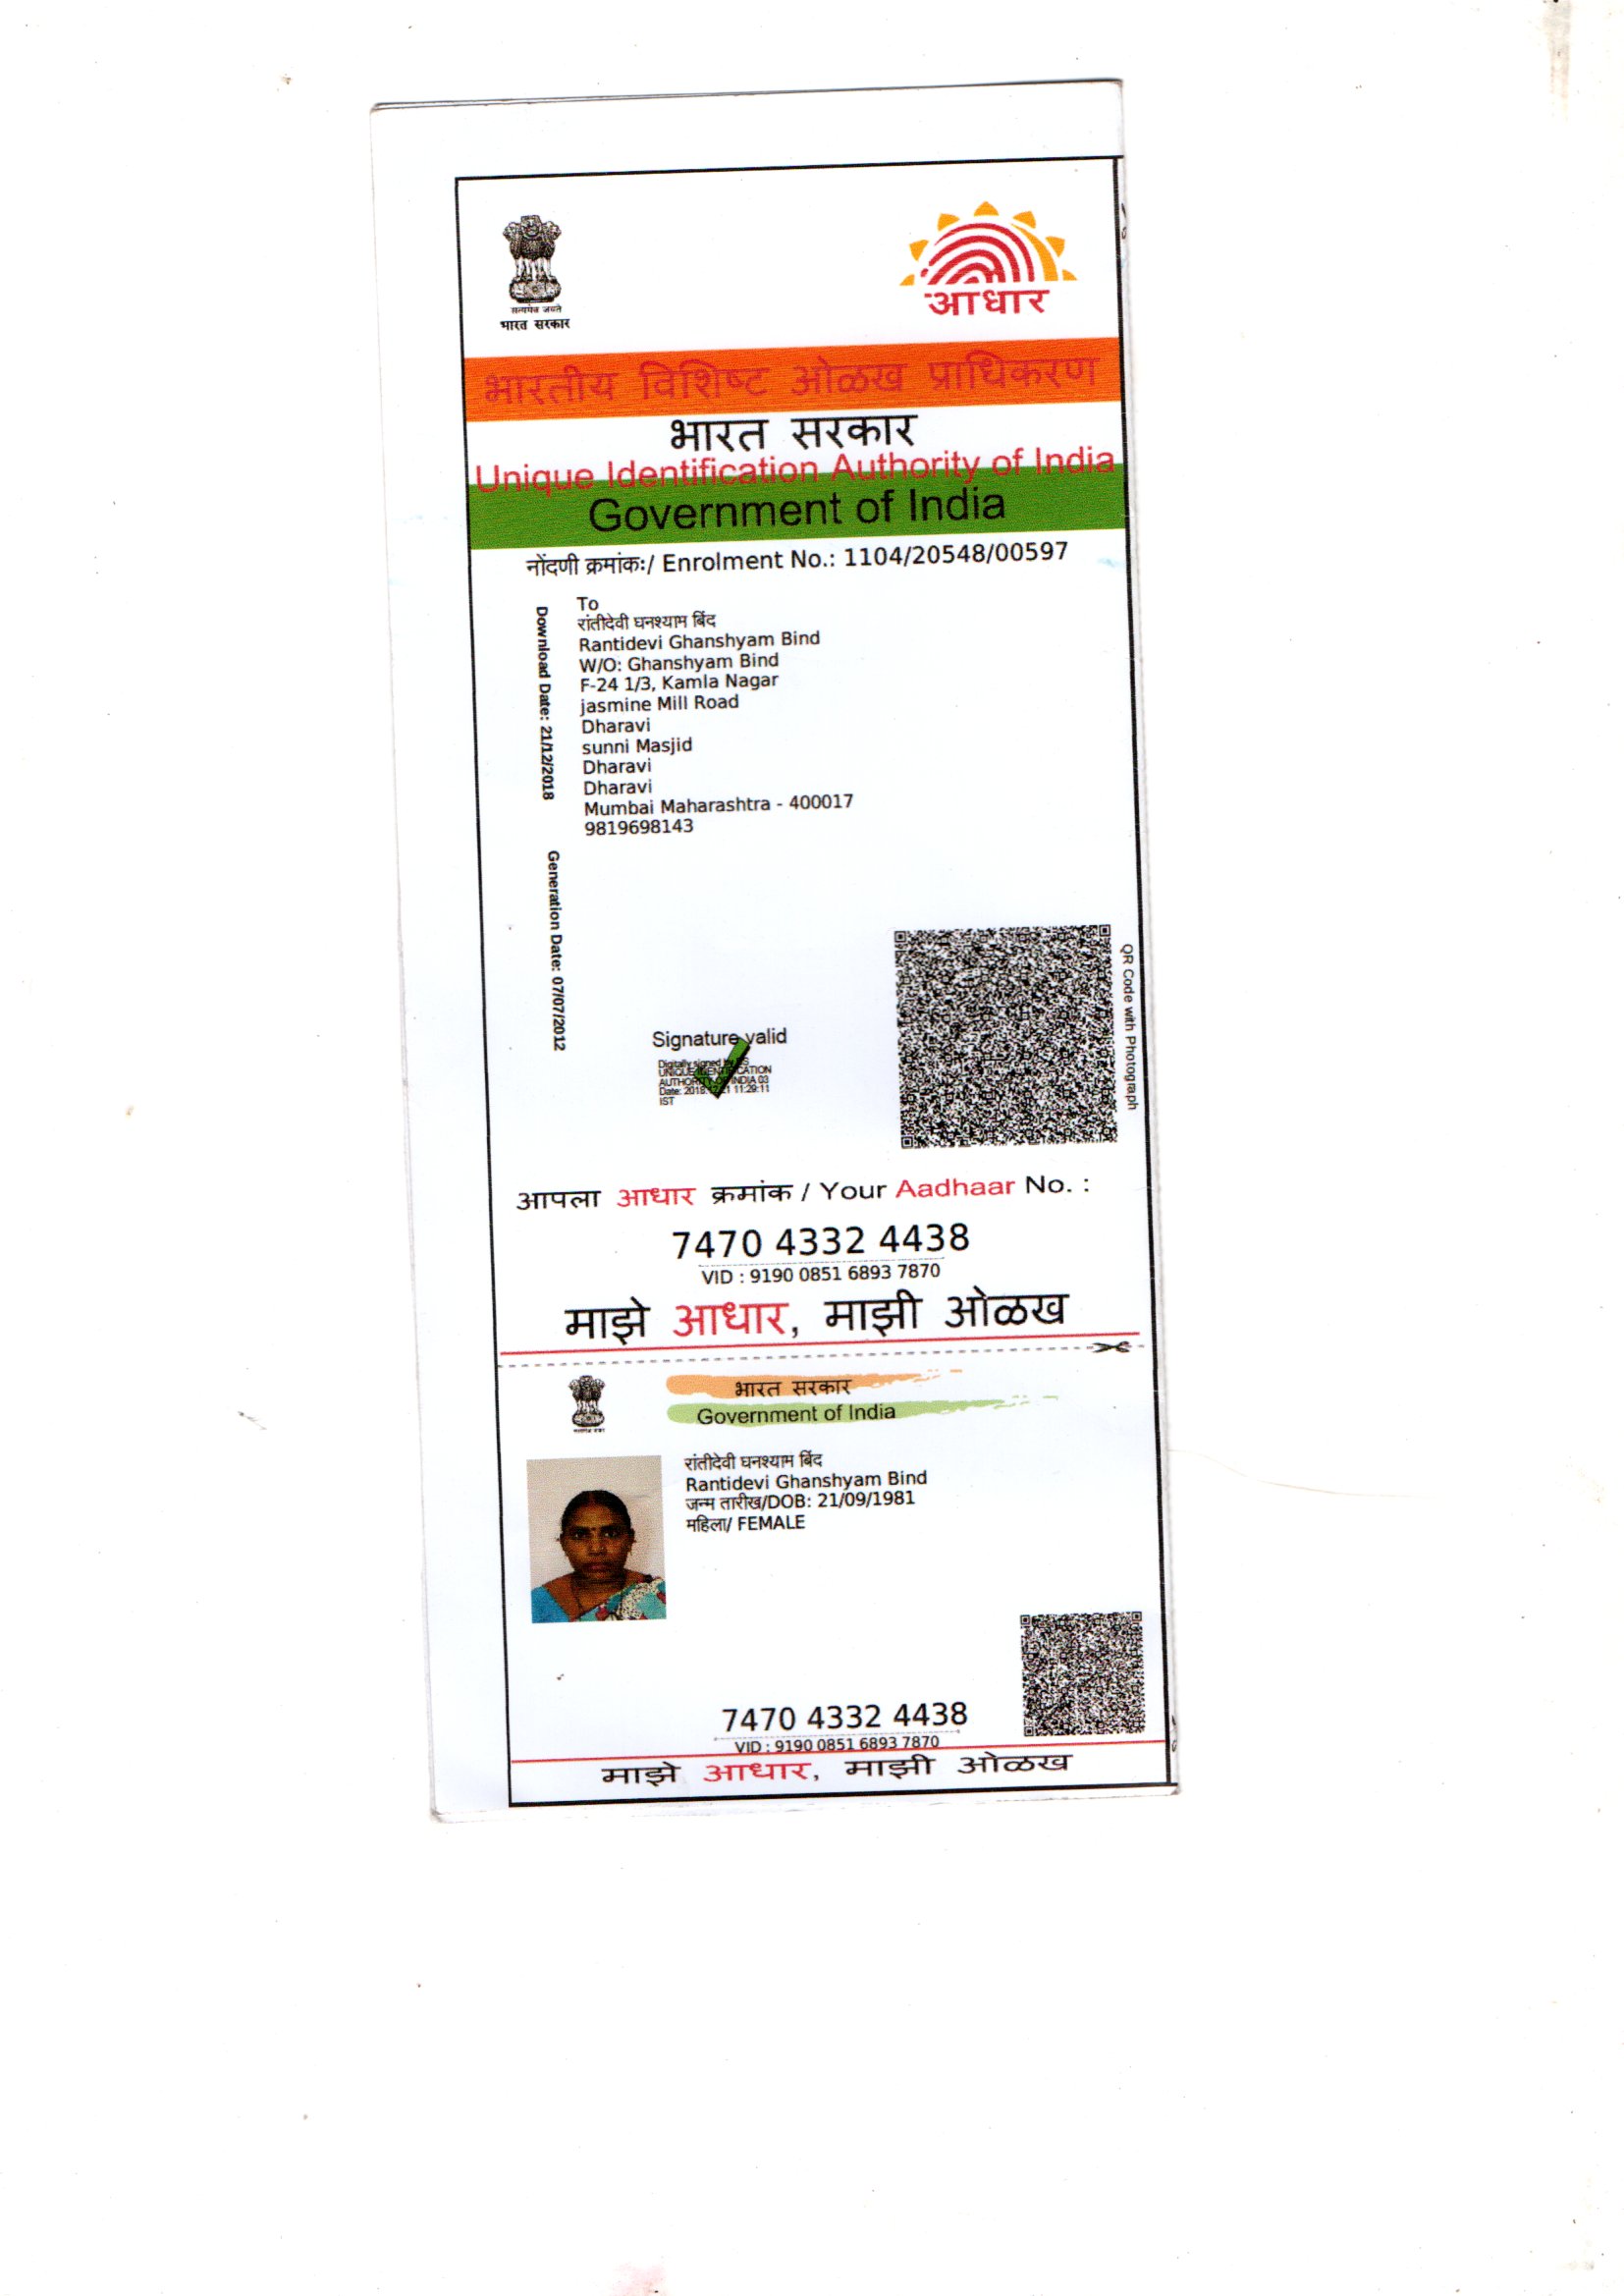 सत्यमेव जयते
भारत सरकार
आधार
भारतीय विशिष्ट ओळख प्राधिकरण
भारत सरकार
Unique Identification Authority of India
Government of India
नोंदणी क्रमांक:/ Enrolment No.: 1104/20548/00597
Download Date: 21/12/2018
To
रांतीदेवी घनश्याम बिंद
Rantidevi Ghanshyam Bind
W/O: Ghanshyam Bind
F-24 1/3, Kamla Nagar
jasmine Mill Road
Dharavi
sunni Masjid
Dharavi
Dharavi
Mumbai Maharashtra - 400017
9819698143
Generation Date: 07/07/2012
QR Code with Photograph
Signature valid
Digitally signed by DS
UNIQUE IDENTIFICATION
AUTHORITY OF INDIA 03
Date: 2018.12.21 11:29:11
IST
आपला आधार क्रमांक / Your Aadhaar No. :
7470 4332 4438
VID : 9190 0851 6893 7870
माझे आधार, माझी ओळख
भारत सरकार
Government of India
रांतीदेवी घनश्याम बिंद
Rantidevi Ghanshyam Bind
जन्म तारीख/DOB: 21/09/1981
महिला/ FEMALE
7470 4332 4438
VID : 9190 0851 6893 7870
माझे आधार, माझी ओळख